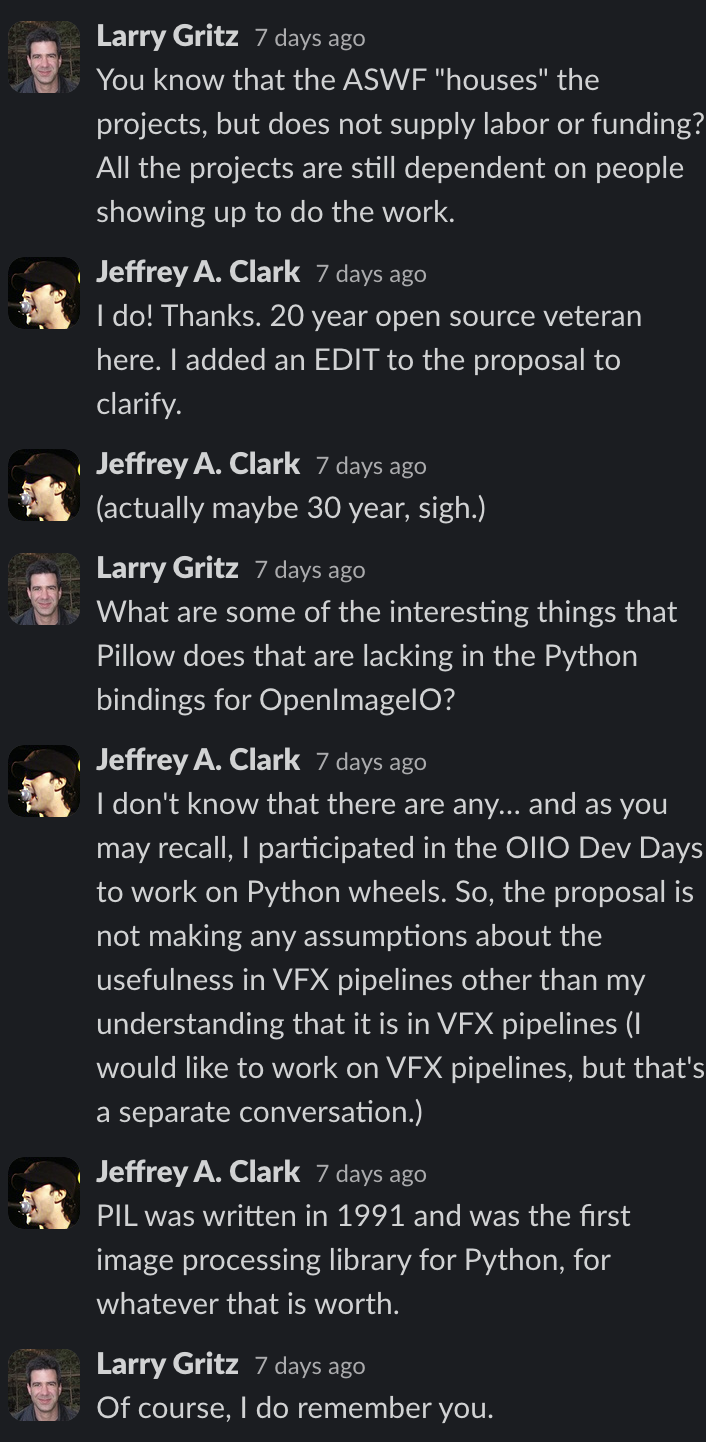 Larry Gritz 7 days ago
You know that the ASWF "houses" the
projects, but does not supply labor or funding?
All the projects are still dependent on people
showing up to do the work.
Jeffrey A. Clark 7 days ago
I do! Thanks. 20 year open source veteran
here. I added an EDIT to the proposal to
clarify.
Jeffrey A. Clark 7 days ago
(actually maybe 30 year, sigh.)
Larry Gritz 7 days ago
What are some of the interesting things that
Pillow does that are lacking in the Python
bindings for OpenImageIO?
Jeffrey A. Clark 7 days ago
I don't know that there are any... and as you
may recall, I participated in the OIIO Dev Days
to work on Python wheels. So, the proposal is
not making any assumptions about the
usefulness in VFX pipelines other than my
understanding that it is in VFX pipelines (I
would like to work on VFX pipelines, but that's
a separate conversation.)
Jeffrey A. Clark 7 days ago
PIL was written in 1991 and was the first
image processing library for Python, for
whatever that is worth.
Larry Gritz 7 days ago
Of course, I do remember you.